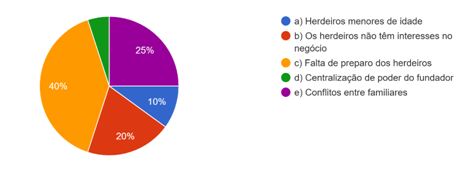 25%
10%
20%
40%
a) Herdeiros menores de idade
b) Os herdeiros não têm interesses no
negócio
c) Falta de preparo dos herdeiros
d) Centralização de poder do fundador
e) Conflitos entre familiares